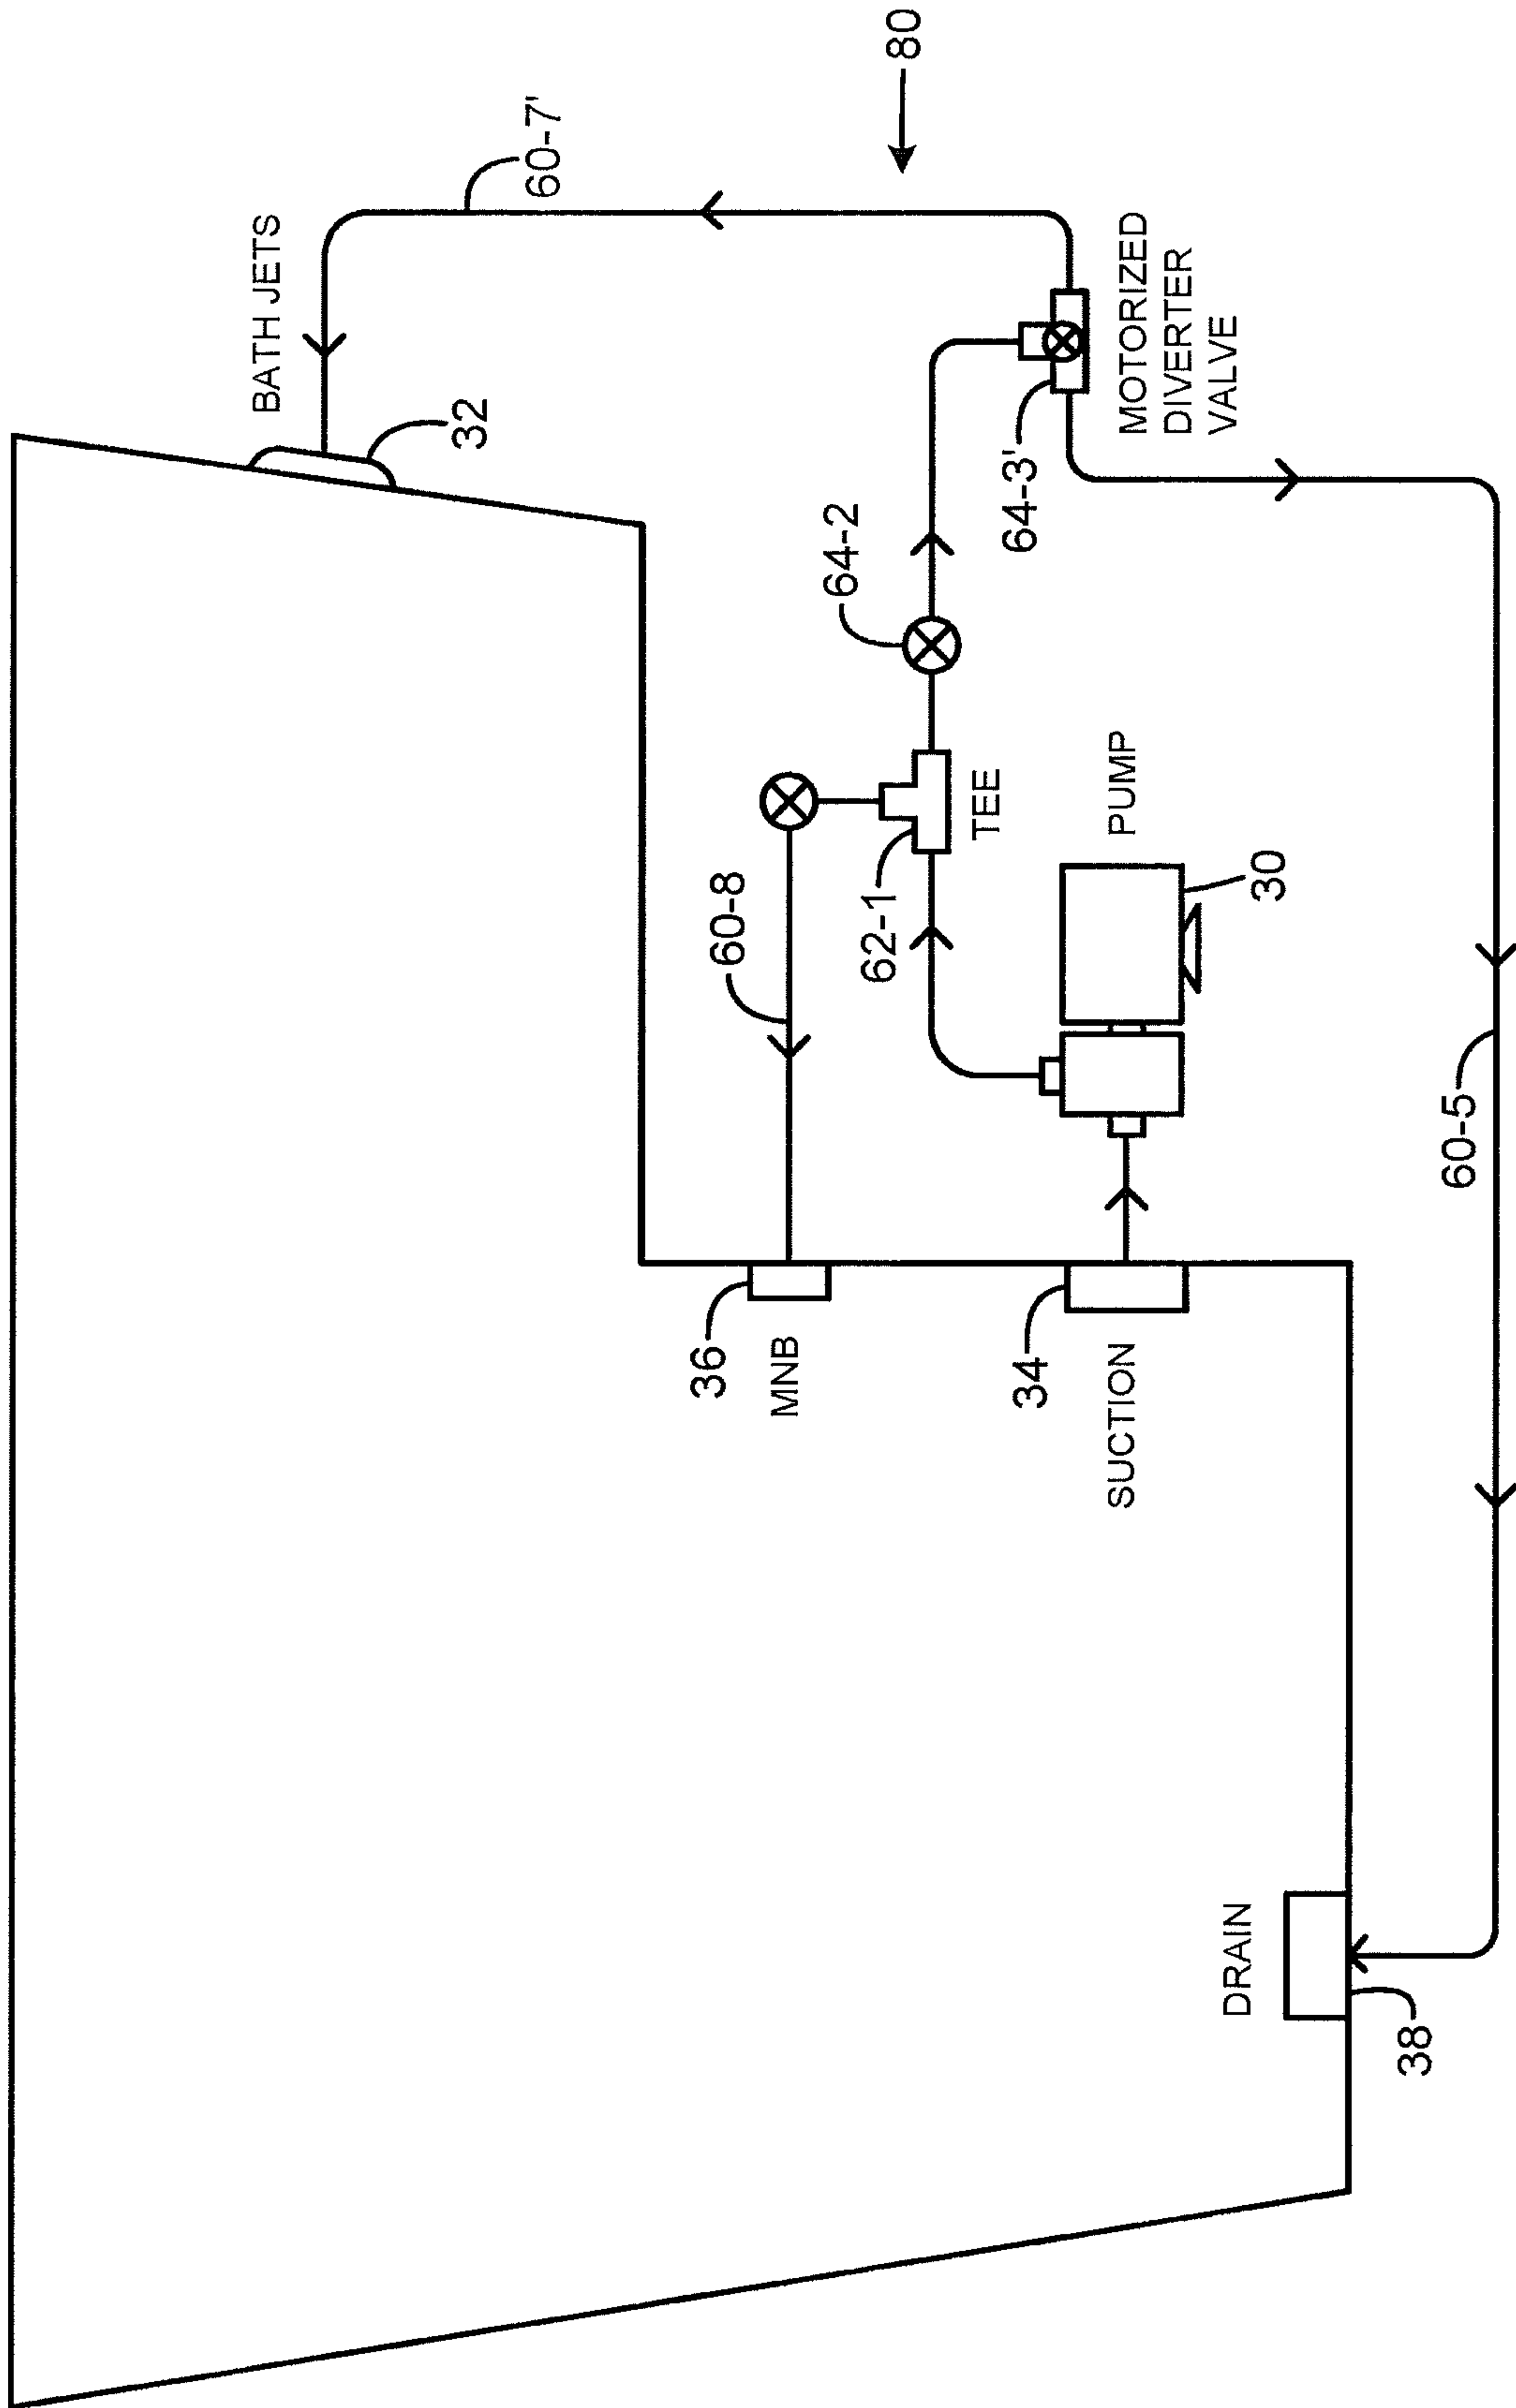 80
60-7'
BATH JETS
32
MOTORIZED
DIVERTER
VALVE
64-3'
64-2
60-8
62-1
TEE
PUMP
30
36
MNB
34
SUCTION
60-5
DRAIN
38